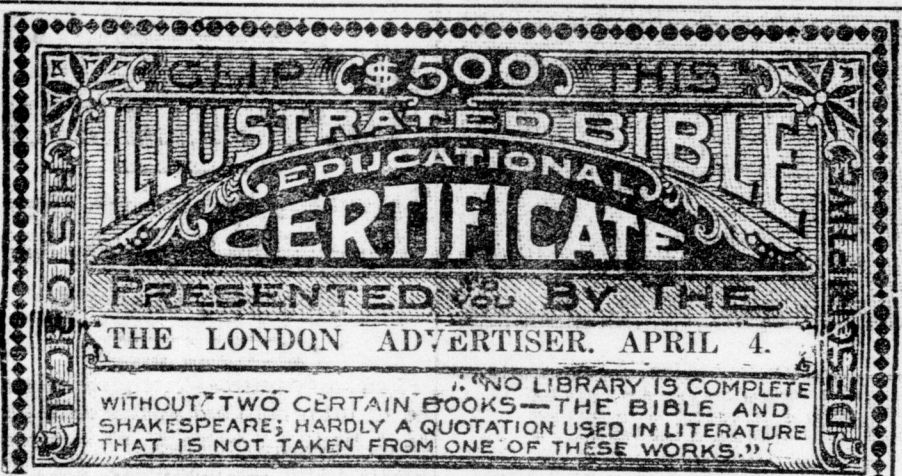 "CLIP $5.00 THIS"
ILLUSTRATED BIBLE
EDUCATIONAL
CERTIFICATE
PRESENTED TO YOU BY THE
THE LONDON ADVERTISER. APRIL 4.
HISTORICAL
DESCRIPTIVE
"NO LIBRARY IS COMPLETE
WITHOUT TWO CERTAIN BOOKS—THE BIBLE AND
SHAKESPEARE; HARDLY A QUOTATION USED IN LITERATURE
THAT IS NOT TAKEN FROM ONE OF THESE WORKS."